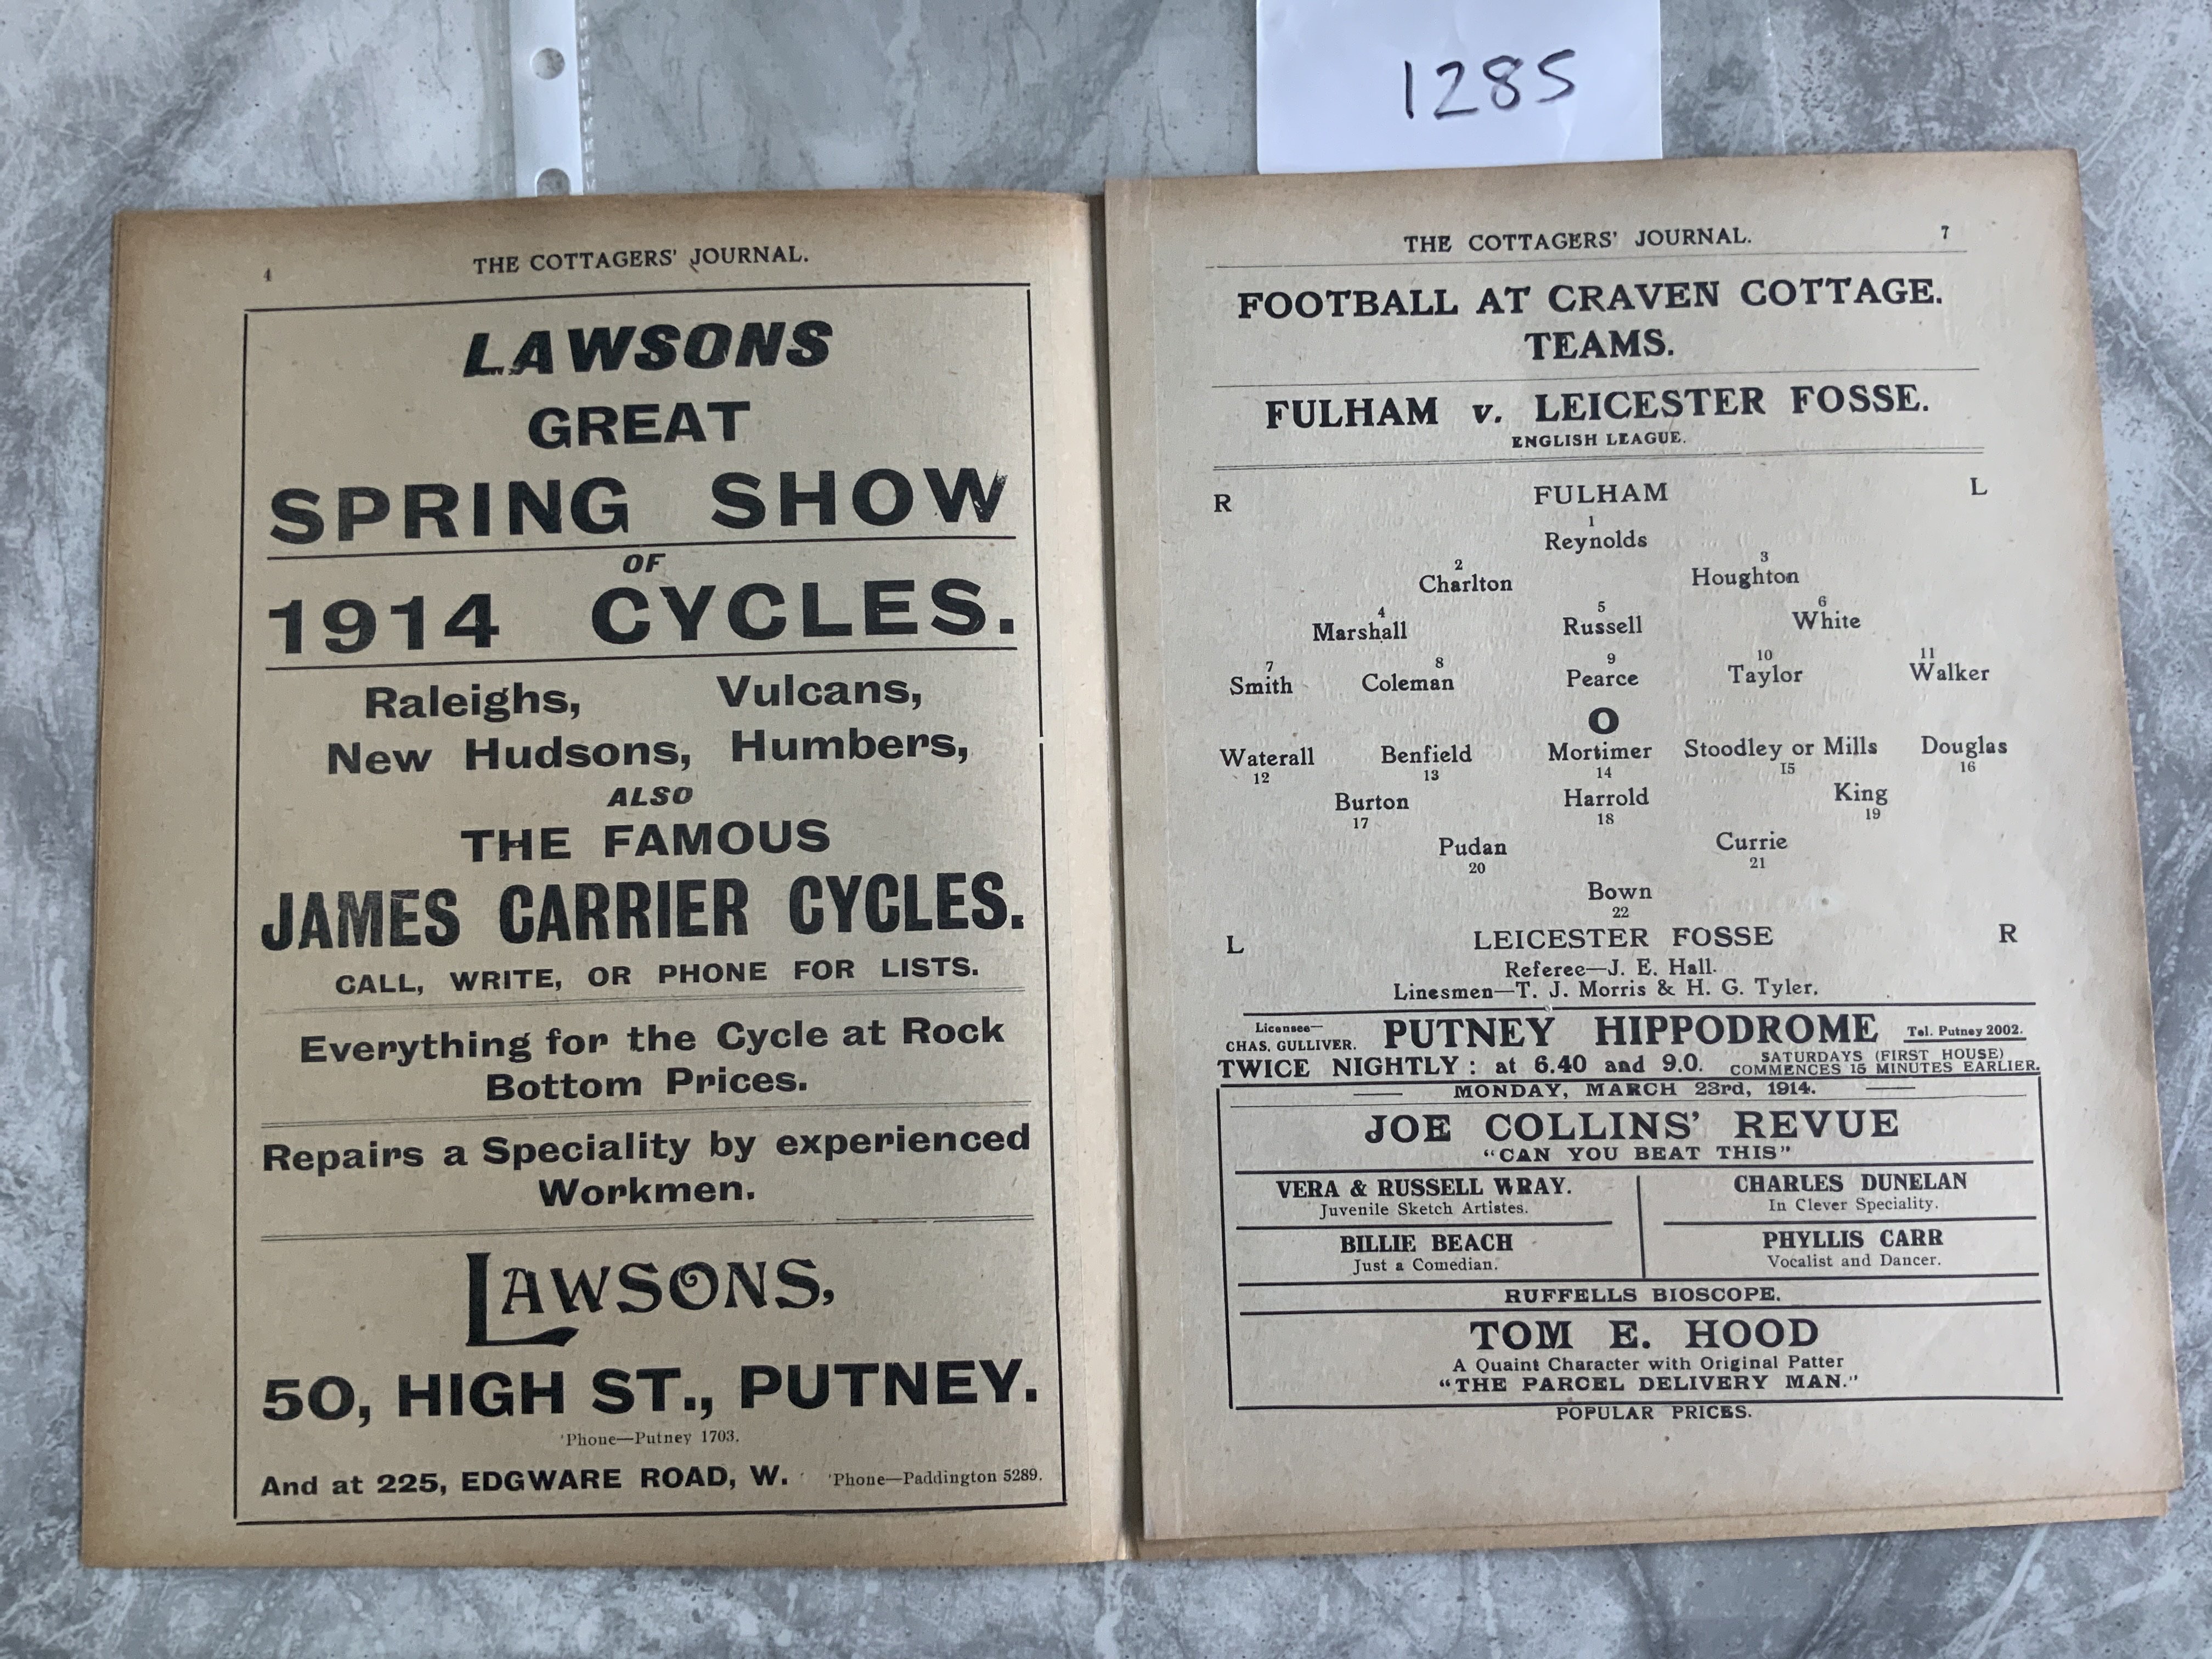 1285
4 THE COTTAGERS' JOURNAL.
LAWSONS
GREAT
SPRING SHOW
OF
1914 CYCLES.
Raleighs, Vulcans,
New Hudsons, Humbers,
ALSO
THE FAMOUS
JAMES CARRIER CYCLES.
CALL, WRITE, OR PHONE FOR LISTS.
Everything for the Cycle at Rock
Bottom Prices.
Repairs a Speciality by experienced
Workmen.
LAWSONS,
50, HIGH ST., PUTNEY.
'Phone—Putney 1703.
And at 225, EDGWARE ROAD, W. 'Phone—Paddington 5289.
THE COTTAGERS' JOURNAL. 7
FOOTBALL AT CRAVEN COTTAGE.
TEAMS.
FULHAM v. LEICESTER FOSSE.
ENGLISH LEAGUE.
R FULHAM L
1
Reynolds
2 3
Charlton Houghton
4 5 6
Marshall Russell White
7 8 9 10 11
Smith Coleman Pearce Taylor Walker
O
Waterall Benfield Mortimer Stoodley or Mills Douglas
12 13 14 15 16
Burton Harrold King
17 18 19
Pudan Currie
20 21
Bown
22
L LEICESTER FOSSE R
Referee—J. E. Hall.
Linesmen—T. J. Morris & H. G. Tyler.
Licensee—
CHAS. GULLIVER. PUTNEY HIPPODROME Tel. Putney 2002.
TWICE NIGHTLY: at 6.40 and 9.0. SATURDAYS (FIRST HOUSE)
COMMENCES 15 MINUTES EARLIER.
MONDAY, MARCH 23rd, 1914.
JOE COLLINS' REVUE
"CAN YOU BEAT THIS"
VERA & RUSSELL WRAY.
Juvenile Sketch Artistes.
CHARLES DUNELAN
In Clever Speciality.
BILLIE BEACH
Just a Comedian.
PHYLLIS CARR
Vocalist and Dancer.
RUFFELLS BIOSCOPE.
TOM E. HOOD
A Quaint Character with Original Patter
"THE PARCEL DELIVERY MAN."
POPULAR PRICES.